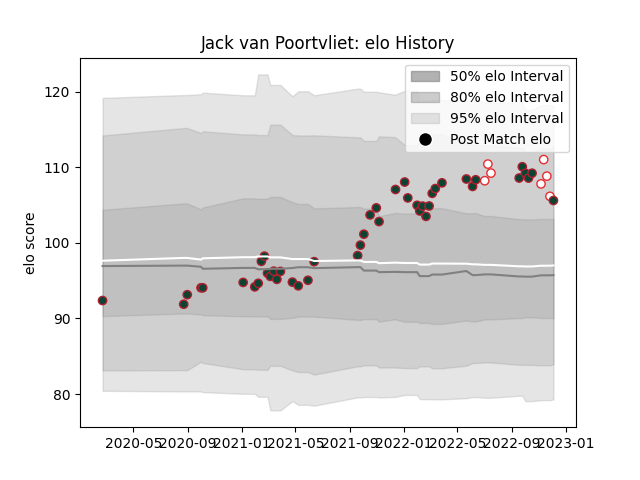 Jack van Poortvliet: elo History
50% elo Interval
80% elo Interval
95% elo Interval
Post Match elo
elo score
120
110
100
90
80
2020-05
2020-09
2021-01
2021-05
2021-09
2022-01
2022-05
2022-09
2023-01